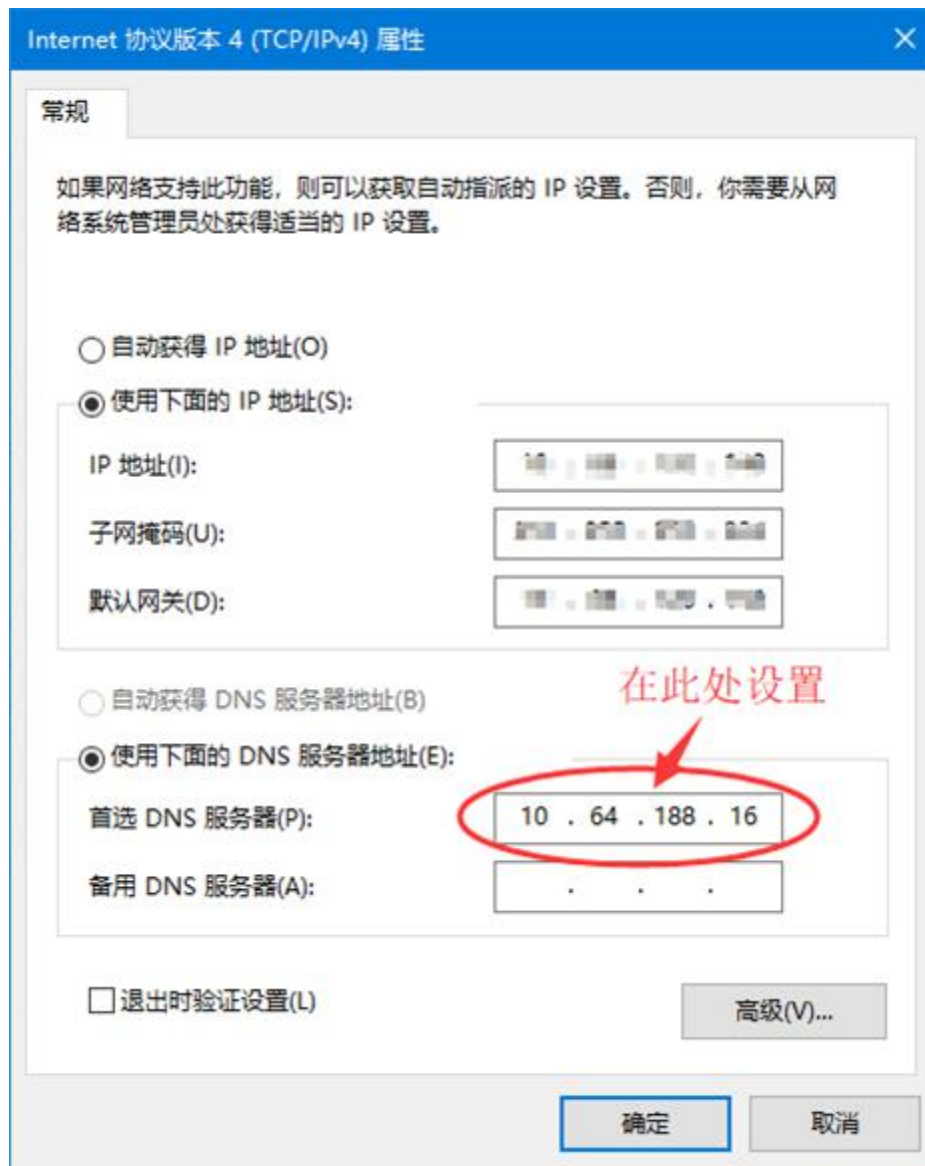 Internet 协议版本 4 (TCP/IPv4) 属性
常规
如果网络支持此功能，则可以获取自动指派的 IP 设置。否则，你需要从网
络系统管理员处获得适当的 IP 设置。
自动获得 IP 地址(O)
使用下面的 IP 地址(S):
IP 地址(I):
子网掩码(U):
默认网关(D):
在此处设置
自动获得 DNS 服务器地址(B)
使用下面的 DNS 服务器地址(E):
首选 DNS 服务器(P): 10 . 64 . 188 . 16
备用 DNS 服务器(A): . . .
退出时验证设置(L)
高级(V)...
确定 取消